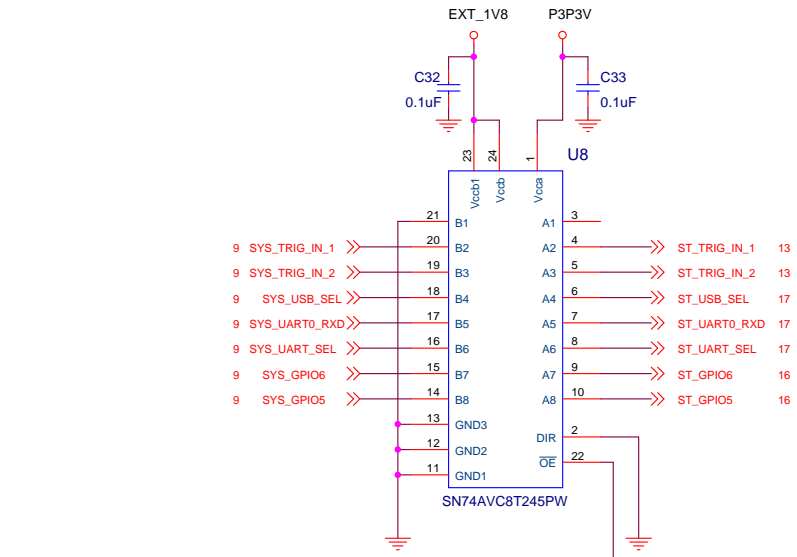 EXT_1V8 P3P3V
C32 C33
0.1uF 0.1uF
23 24 1 U8
Vccb1 Vccb Vcca
21 B1 A1 3
9 SYS_TRIG_IN_1 20 B2 A2 4 ST_TRIG_IN_1 13
9 SYS_TRIG_IN_2 19 B3 A3 5 ST_TRIG_IN_2 13
9 SYS_USB_SEL 18 B4 A4 6 ST_USB_SEL 17
9 SYS_UART0_RXD 17 B5 A5 7 ST_UART0_RXD 17
9 SYS_UART_SEL 16 B6 A6 8 ST_UART_SEL 17
9 SYS_GPIO6 15 B7 A7 9 ST_GPIO6 16
9 SYS_GPIO5 14 B8 A8 10 ST_GPIO5 16
13 GND3
DIR 2
12 GND2
OE 22
11 GND1
SN74AVC8T245PW